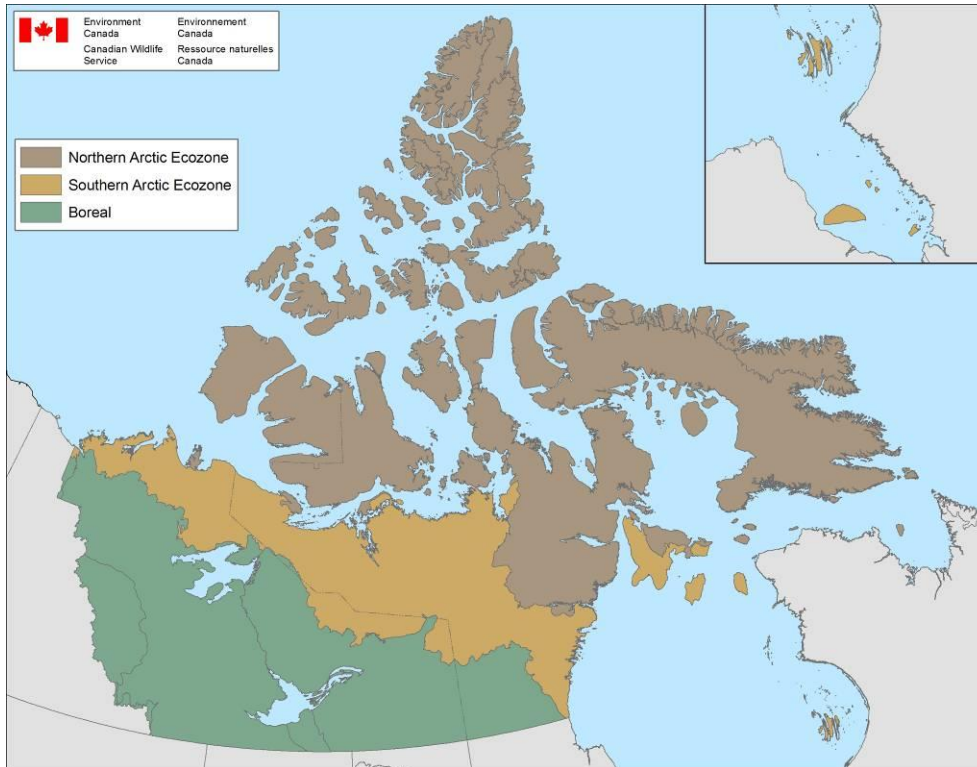 Environment Canada
Canadian Wildlife Service
Environnement Canada
Ressource naturelles Canada
Northern Arctic Ecozone
Southern Arctic Ecozone
Boreal